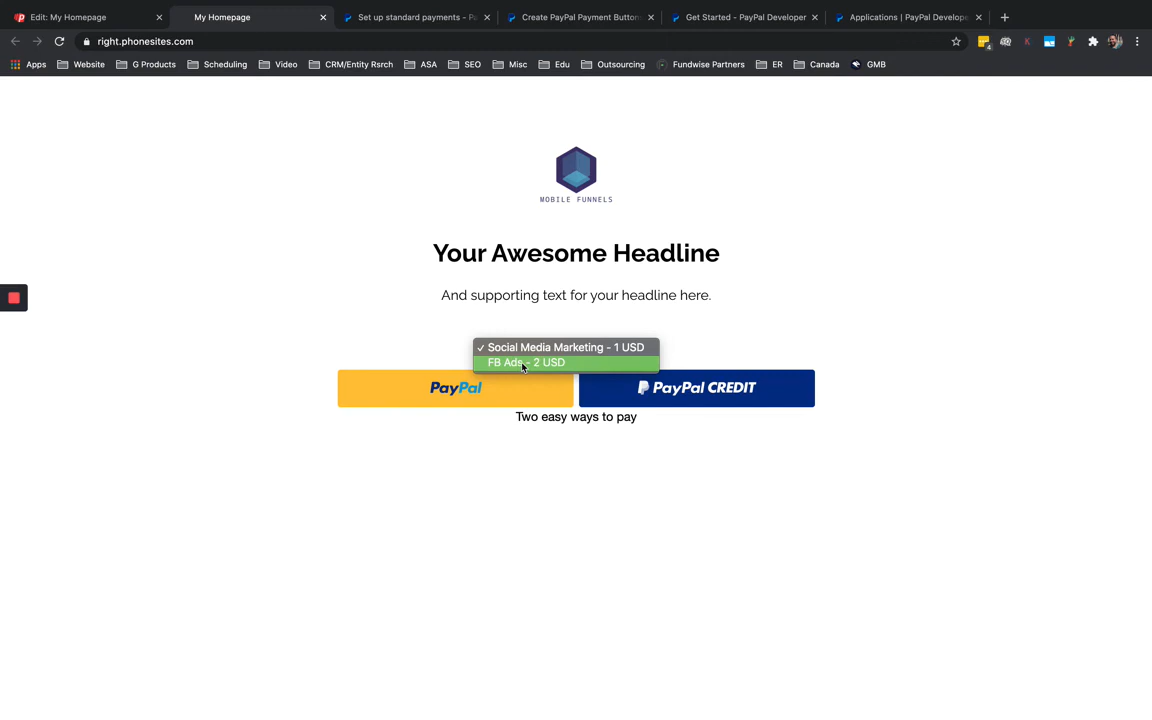 Edit: My Homepage
My Homepage
Set up standard payments - P
Create PayPal Payment Button
Get Started - PayPal Developer
Applications | PayPal Develope
right.phonesites.com
4
K
Apps
Website
G Products
Scheduling
Video
CRM/Entity Rsrch
ASA
SEO
Misc
Edu
Outsourcing
Fundwise Partners
ER
Canada
GMB
MOBILE FUNNELS
Your Awesome Headline
And supporting text for your headline here.
✓ Social Media Marketing - 1 USD
FB Ads - 2 USD
PayPal
PayPal CREDIT
Two easy ways to pay